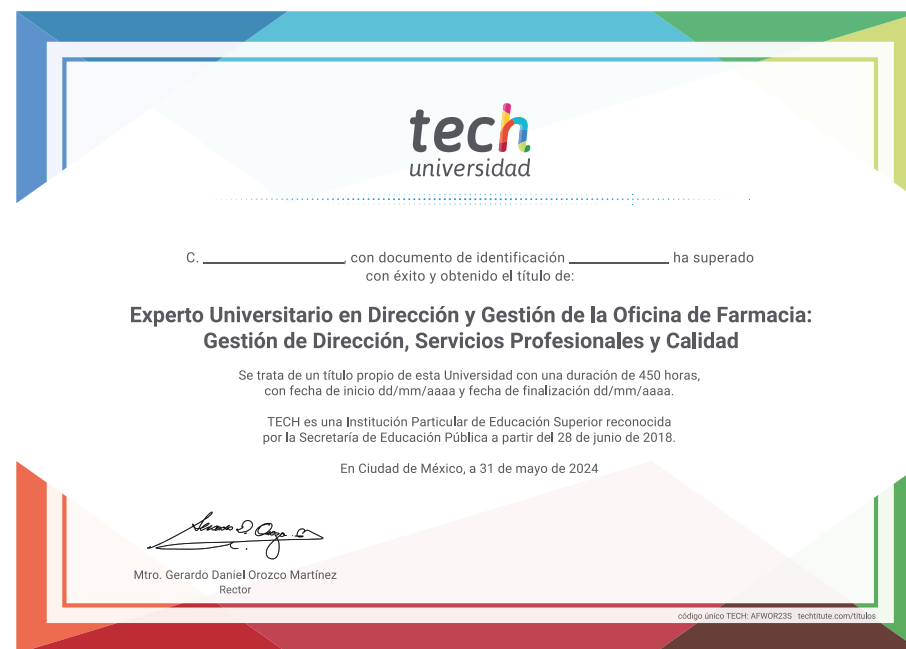 tech
universidad
C. ____________, con documento de identificación ____________ ha superado
con éxito y obtenido el título de:
Experto Universitario en Dirección y Gestión de la Oficina de Farmacia:
Gestión de Dirección, Servicios Profesionales y Calidad
Se trata de un título propio de esta Universidad con una duración de 450 horas,
con fecha de inicio dd/mm/aaaa y fecha de finalización dd/mm/aaaa.
TECH es una Institución Particular de Educación Superior reconocida
por la Secretaría de Educación Pública a partir del 28 de junio de 2018.
En Ciudad de México, a 31 de mayo de 2024
Mtro. Gerardo Daniel Orozco Martínez
Rector
código único TECH: AFWOR23S techtitute.com/titulos